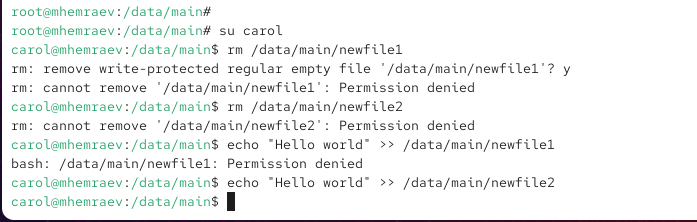 root@mhemraev:/data/main#
root@mhemraev:/data/main# su carol
carol@mhemraev:/data/main$ rm /data/main/newfile1
rm: remove write-protected regular empty file '/data/main/newfile1'? y
rm: cannot remove '/data/main/newfile1': Permission denied
carol@mhemraev:/data/main$ rm /data/main/newfile2
rm: cannot remove '/data/main/newfile2': Permission denied
carol@mhemraev:/data/main$ echo "Hello world" >> /data/main/newfile1
bash: /data/main/newfile1: Permission denied
carol@mhemraev:/data/main$ echo "Hello world" >> /data/main/newfile2
carol@mhemraev:/data/main$